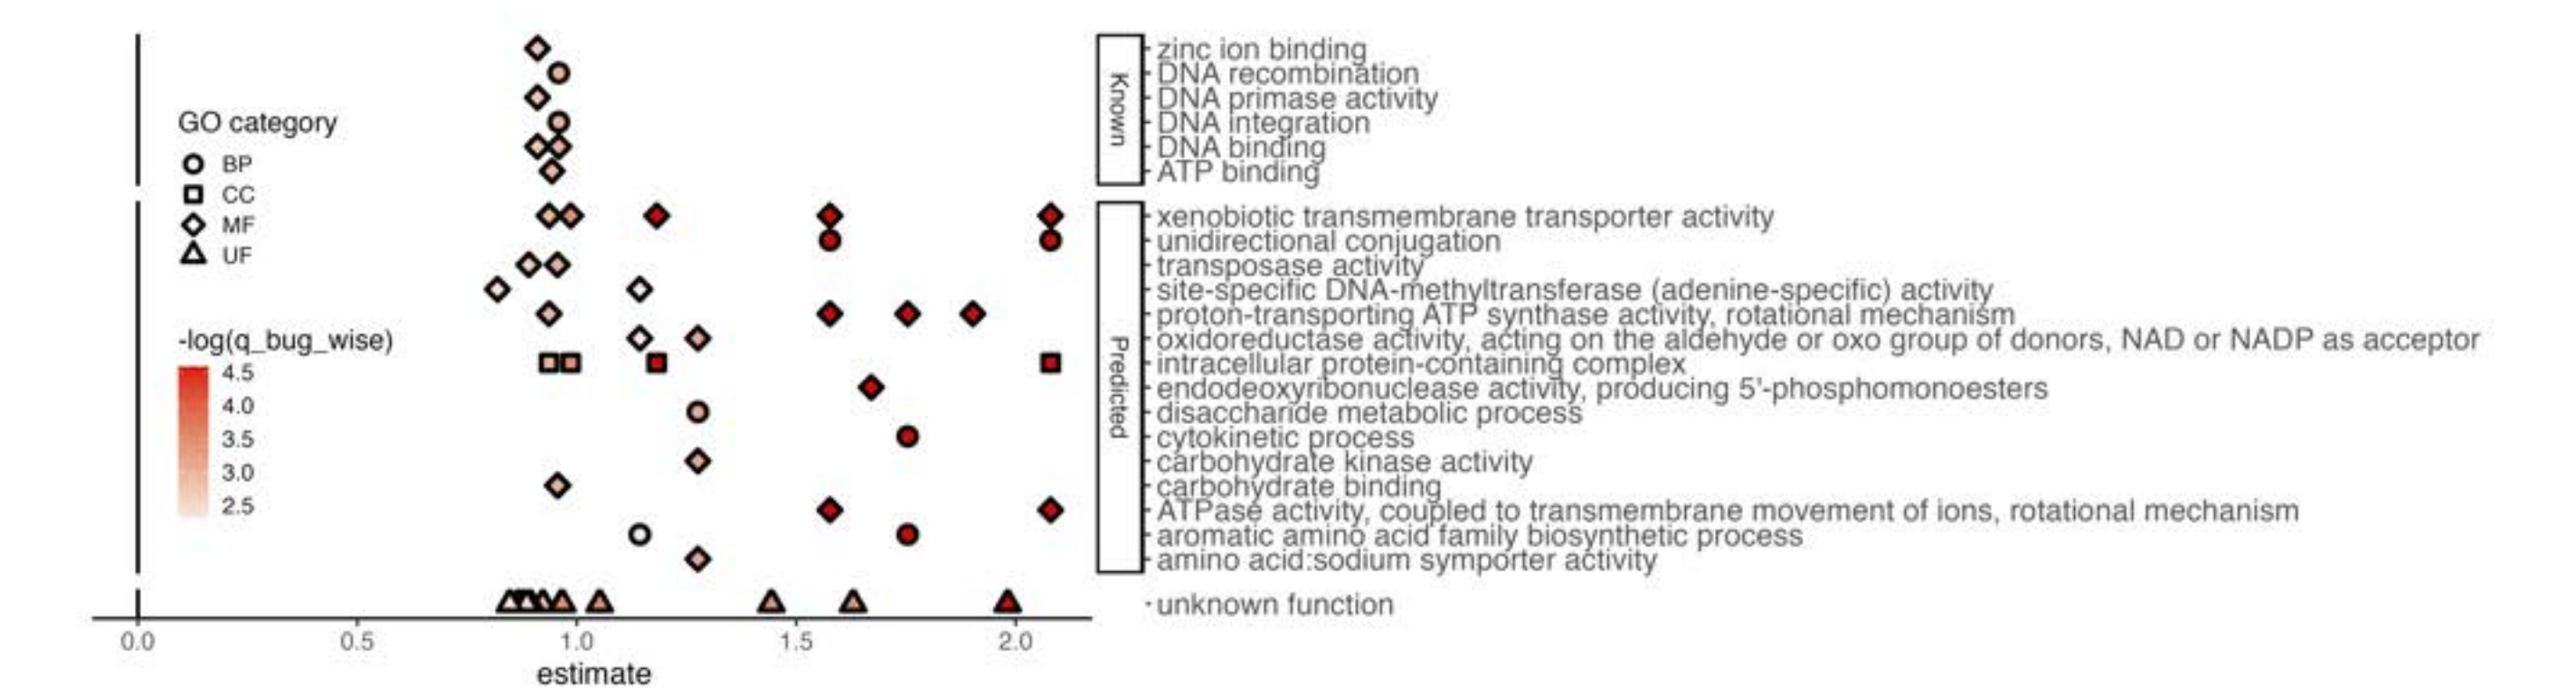 GO category
BP
CC
MF
UF
-log(q_bug_wise)
4.5
4.0
3.5
3.0
2.5
0.0
0.5
1.0
1.5
2.0
estimate
Known
zinc ion binding
DNA recombination
DNA primase activity
DNA integration
DNA binding
ATP binding
Predicted
xenobiotic transmembrane transporter activity
unidirectional conjugation
transposase activity
site-specific DNA-methyltransferase (adenine-specific) activity
proton-transporting ATP synthase activity, rotational mechanism
oxidoreductase activity, acting on the aldehyde or oxo group of donors, NAD or NADP as acceptor
intracellular protein-containing complex
endodeoxyribonuclease activity, producing 5'-phosphomonoesters
disaccharide metabolic process
cytokinetic process
carbohydrate kinase activity
carbohydrate binding
ATPase activity, coupled to transmembrane movement of ions, rotational mechanism
aromatic amino acid family biosynthetic process
amino acid:sodium symporter activity
unknown function